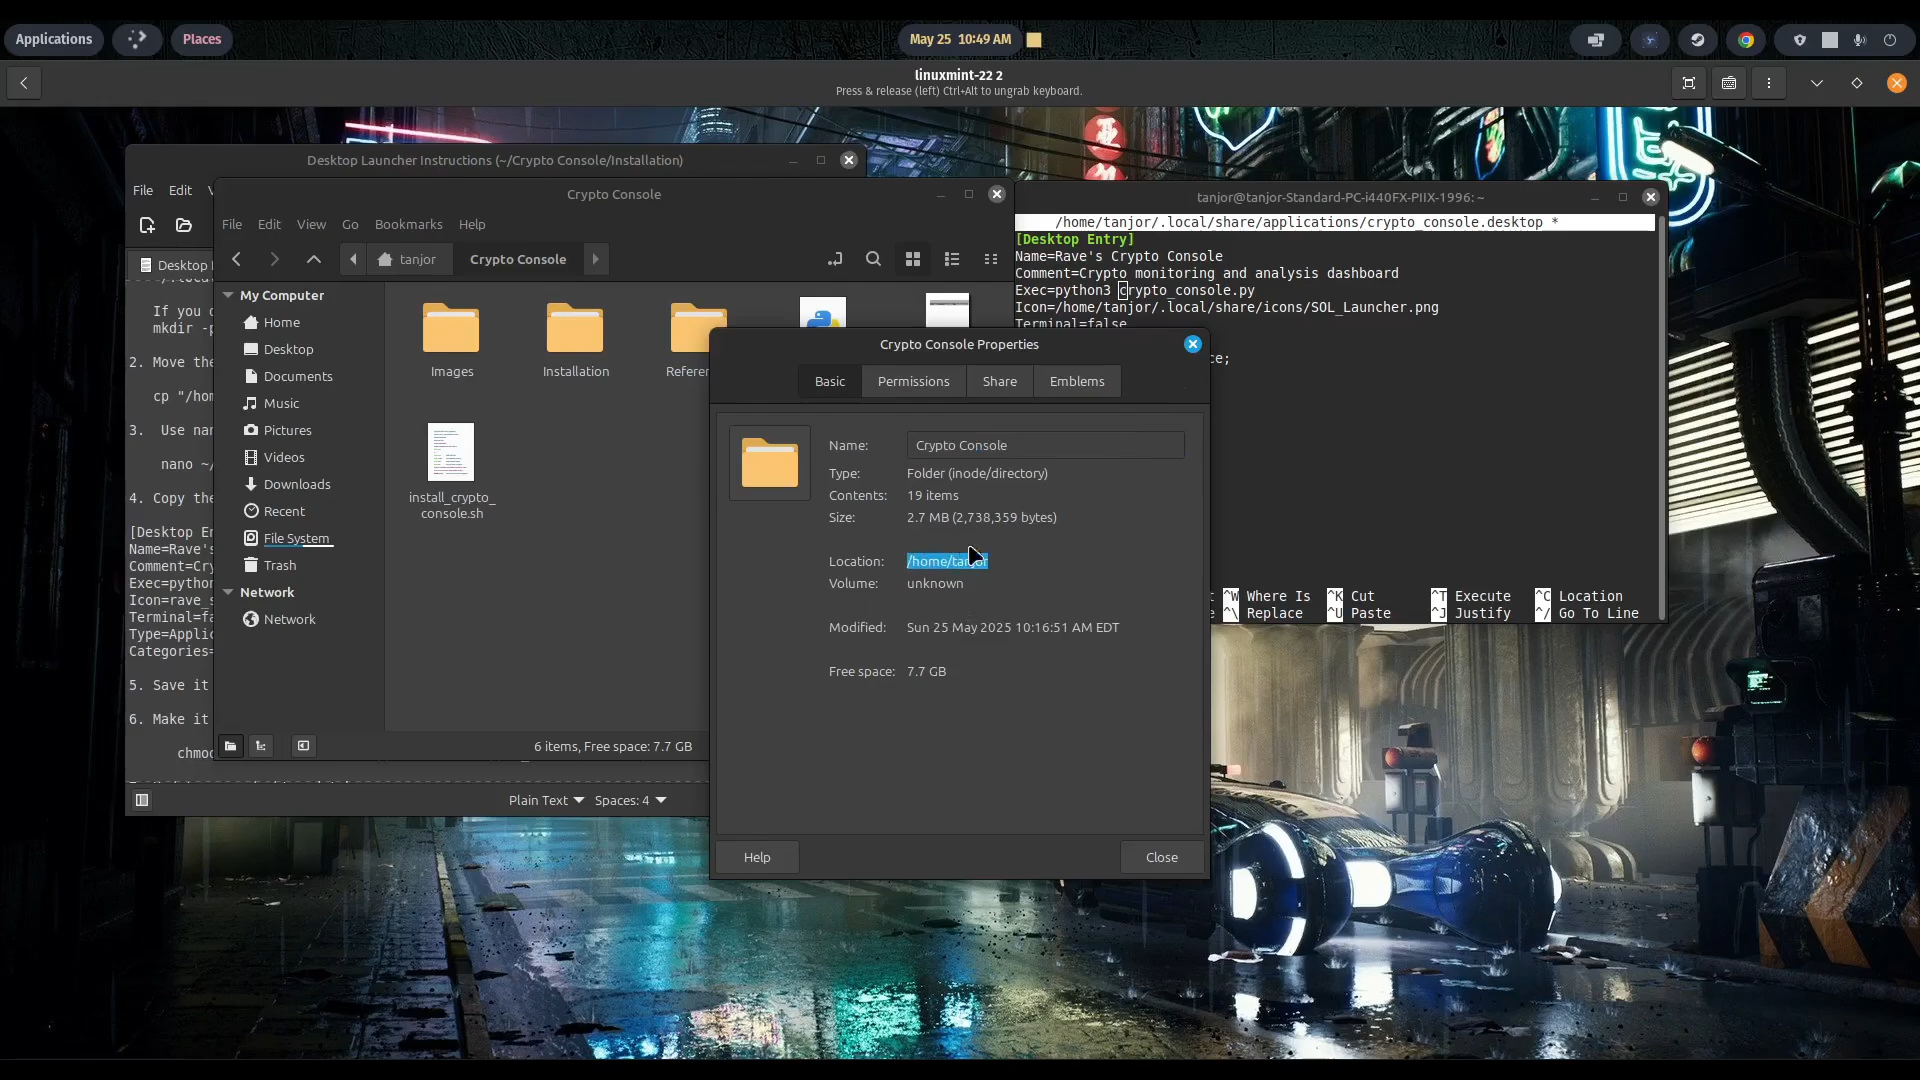 Applications
Places
May 25 10:49 AM
linuxmint-22 2
Press & release (left) Ctrl+Alt to ungrab keyboard.
Desktop Launcher Instructions (~/Crypto Console/Installation)
File Edit V
Desktop
If you
mkdir -p
2. Move the
cp "/hom
3. Use nan
nano ~/
4. Copy the
[Desktop En
Name=Rave's
Comment=Cry
Exec=python
Icon=rave_s
Terminal=fa
Type=Applic
Categories=
5. Save it
6. Make it
chmod
Plain Text Spaces: 4
Crypto Console
File Edit View Go Bookmarks Help
tanjor Crypto Console
My Computer
Home
Desktop
Documents
Music
Pictures
Videos
Downloads
Recent
File System
Trash
Network
Network
Images
Installation
Referen
install_crypto_
console.sh
6 items, Free space: 7.7 GB
tanjor@tanjor-Standard-PC-i440FX-PIIX-1996: ~
/home/tanjor/.local/share/applications/crypto_console.desktop *
[Desktop Entry]
Name=Rave's Crypto Console
Comment=Crypto monitoring and analysis dashboard
Exec=python3 crypto_console.py
Icon=/home/tanjor/.local/share/icons/SOL_Launcher.png
Terminal=false
ce;
t ^W Where Is ^K Cut ^T Execute ^C Location
e ^\ Replace ^U Paste ^J Justify ^/ Go To Line
Crypto Console Properties
Basic Permissions Share Emblems
Name: Crypto Console
Type: Folder (inode/directory)
Contents: 19 items
Size: 2.7 MB (2,738,359 bytes)
Location: /home/tanjor
Volume: unknown
Modified: Sun 25 May 2025 10:16:51 AM EDT
Free space: 7.7 GB
Help
Close